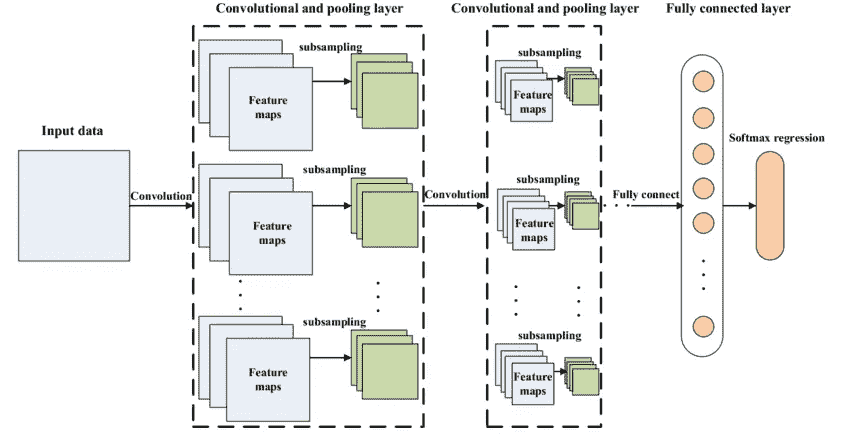 Convolutional and pooling layer
Convolutional and pooling layer
Fully connected layer
subsampling
Feature
maps
subsampling
Feature
maps
Input data
Convolution
subsampling
Feature
maps
Convolution
subsampling
Feature
maps
Fully connect
Softmax regression
subsampling
Feature
maps
subsampling
Feature
maps